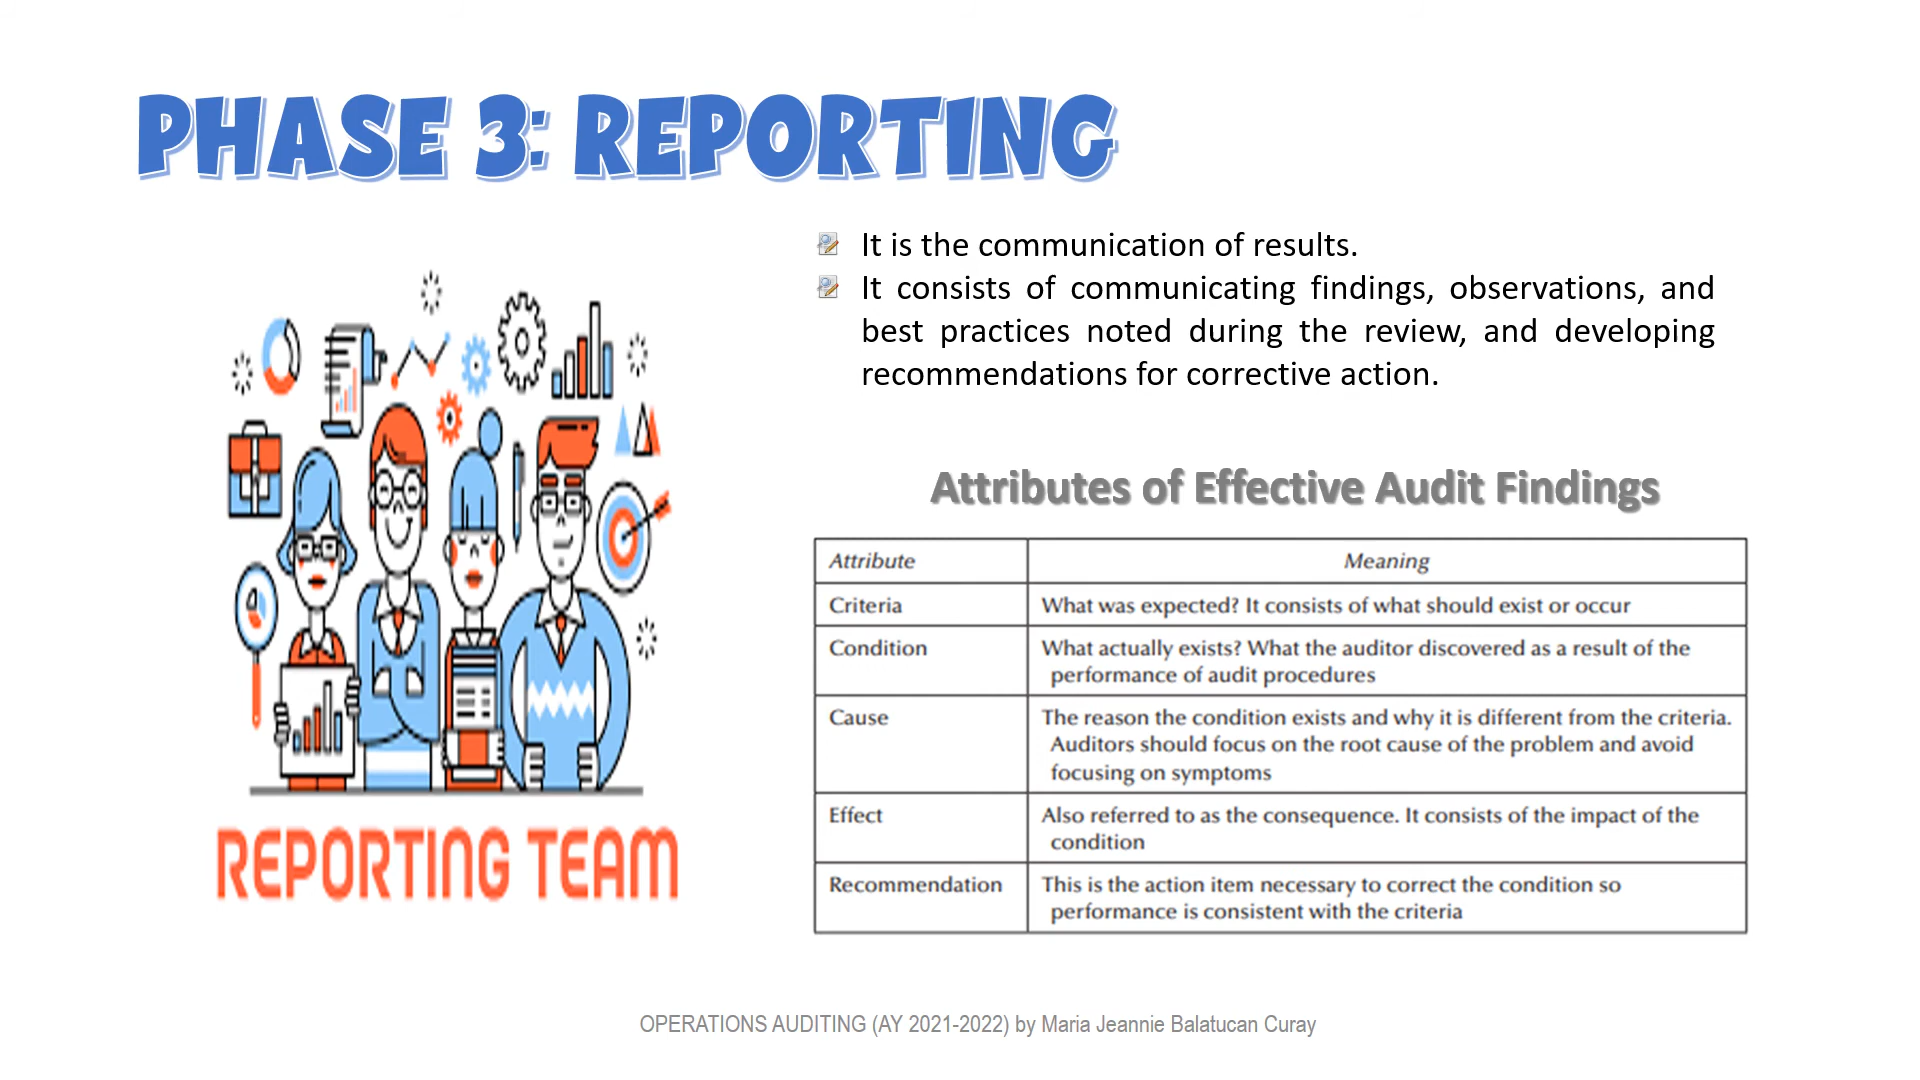 PHASE 3: REPORTING
It is the communication of results.
It consists of communicating findings, observations, and
best practices noted during the review, and developing
recommendations for corrective action.
Attributes of Effective Audit Findings
Attribute Meaning
Criteria What was expected? It consists of what should exist or occur
Condition What actually exists? What the auditor discovered as a result of the
performance of audit procedures
Cause The reason the condition exists and why it is different from the criteria.
Auditors should focus on the root cause of the problem and avoid
focusing on symptoms
Effect Also referred to as the consequence. It consists of the impact of the
condition
Recommendation This is the action item necessary to correct the condition so
performance is consistent with the criteria
REPORTING TEAM
OPERATIONS AUDITING (AY 2021-2022) by Maria Jeannie Balatucan Curay